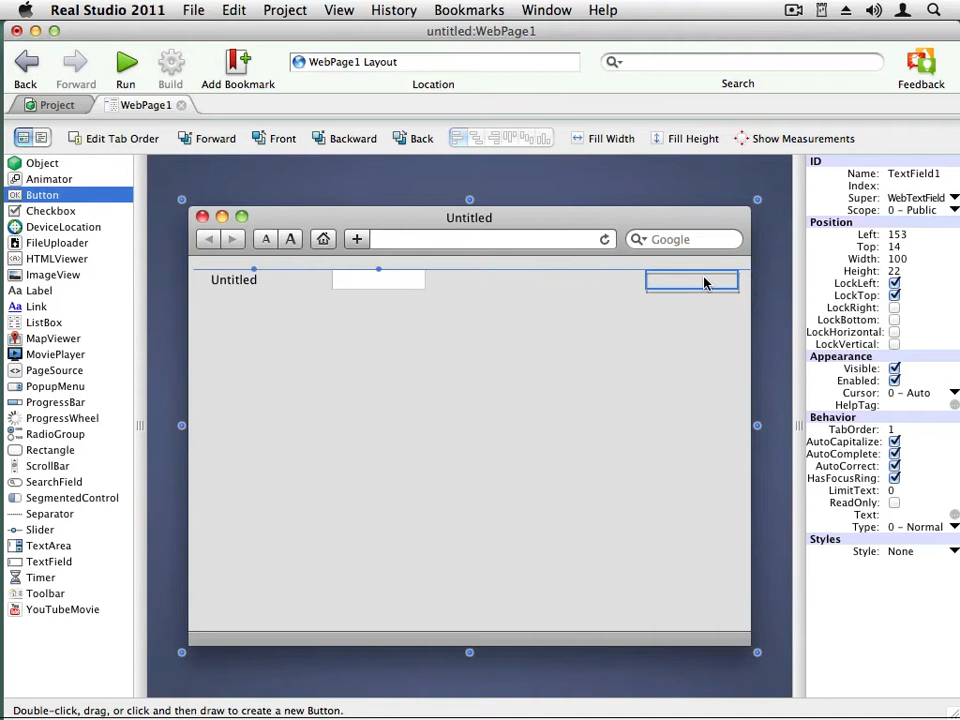 Real Studio 2011 File Edit Project View History Bookmarks Window Help
untitled:WebPage1
WebPage1 Layout
Back Forward Run Build Add Bookmark Location Search Feedback
Project WebPage1
Edit Tab Order Forward Front Backward Back Fill Width Fill Height Show Measurements
Object
Animator
OK Button
Checkbox
DeviceLocation
FileUploader
HTMLViewer
ImageView
Aa Label
Aa Link
ListBox
MapViewer
MoviePlayer
PageSource
PopupMenu
ProgressBar
ProgressWheel
RadioGroup
Rectangle
ScrollBar
SearchField
SegmentedControl
Separator
Slider
TextArea
TextField
Timer
Toolbar
YouTubeMovie
Untitled
A A Google
Untitled
ID
Name: TextField1
Index:
Super: WebTextField
Scope: 0 – Public
Position
Left: 153
Top: 14
Width: 100
Height: 22
LockLeft:
LockTop:
LockRight:
LockBottom:
LockHorizontal:
LockVertical:
Appearance
Visible:
Enabled:
Cursor: 0 – Auto
HelpTag:
Behavior
TabOrder: 1
AutoCapitalize:
AutoComplete:
AutoCorrect:
HasFocusRing:
LimitText: 0
ReadOnly:
Text:
Type: 0 – Normal
Styles
Style: None
Double-click, drag, or click and then draw to create a new Button.